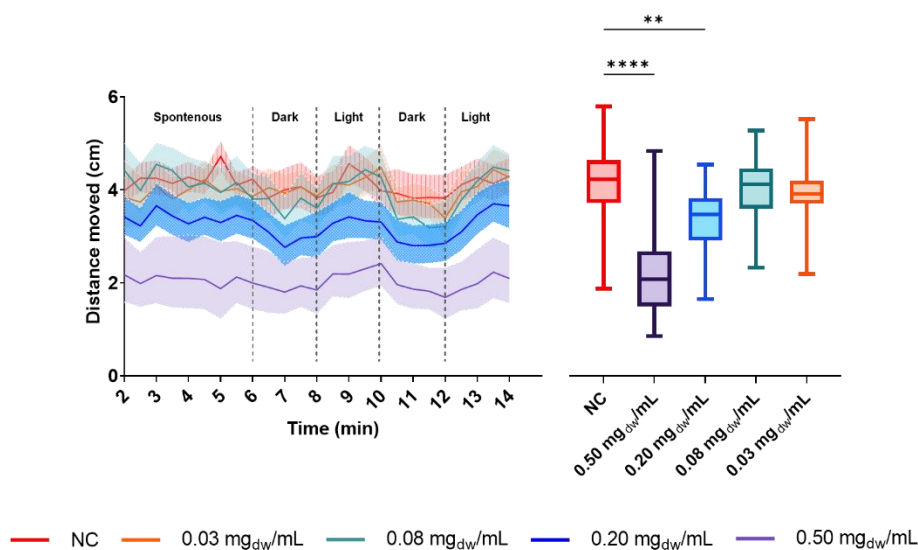 **
****
6
4
2
0
Distance moved (cm)
Spontenous
Dark
Light
Dark
Light
2 3 4 5 6 7 8 9 10 11 12 13 14
Time (min)
NC
0.50 mgdw/mL
0.20 mgdw/mL
0.08 mgdw/mL
0.03 mgdw/mL
NC 0.03 mgdw/mL 0.08 mgdw/mL 0.20 mgdw/mL 0.50 mgdw/mL